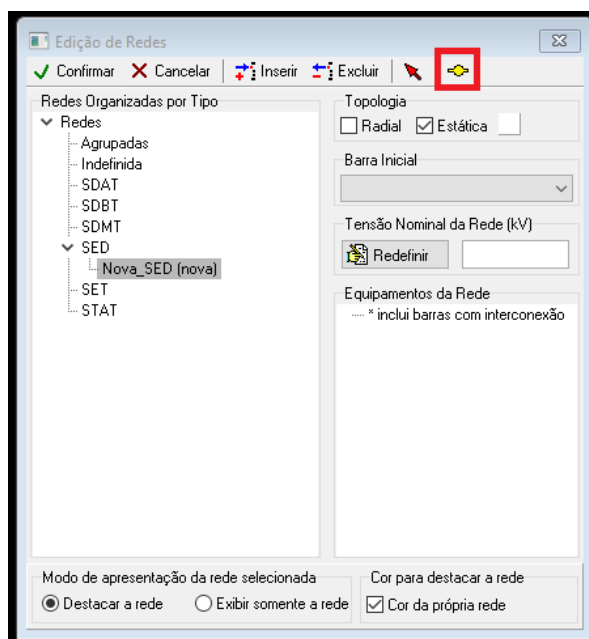 Edição de Redes
Confirmar Cancelar Inserir Excluir
Redes Organizadas por Tipo
Redes
Agrupadas
Indefinida
SDAT
SDBT
SDMT
SED
Nova_SED (nova)
SET
STAT
Topologia
Radial Estática
Barra Inicial
Tensão Nominal da Rede (kV)
Redefinir
Equipamentos da Rede
* inclui barras com interconexão
Modo de apresentação da rede selecionada
Destacar a rede Exibir somente a rede
Cor para destacar a rede
Cor da própria rede